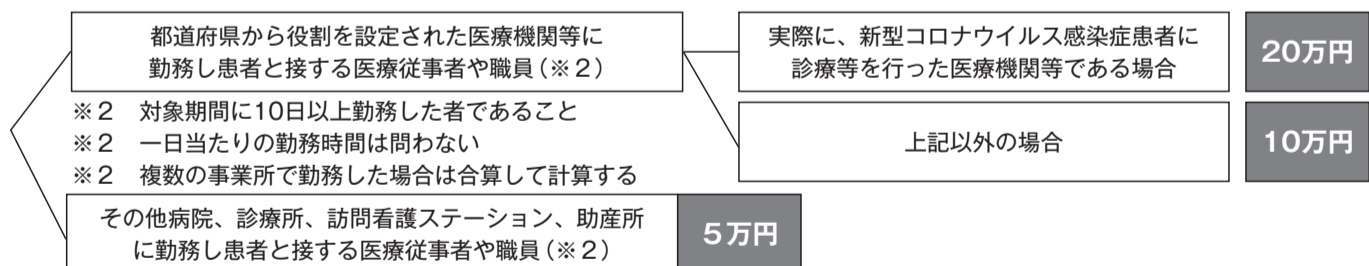 都道府県から役割を設定された医療機関等に
勤務し患者と接する医療従事者や職員(※2)
実際に、新型コロナウイルス感染症患者に
診療等を行った医療機関等である場合
20万円
※2 対象期間に10日以上勤務した者であること
※2 一日当たりの勤務時間は問わない
※2 複数の事業所で勤務した場合は合算して計算する
上記以外の場合
10万円
その他病院、診療所、訪問看護ステーション、助産所
に勤務し患者と接する医療従事者や職員(※2)
5万円